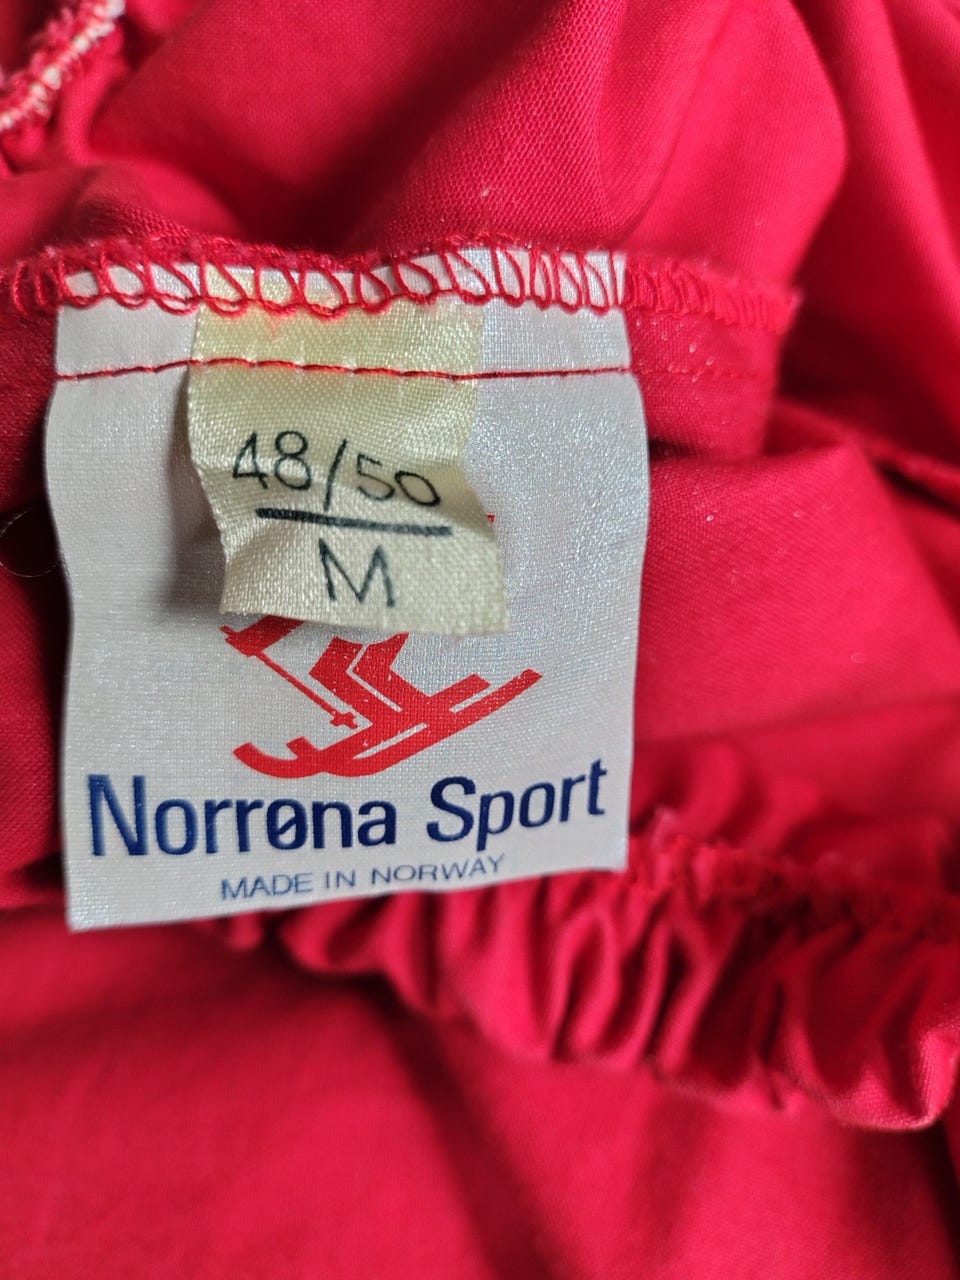 48/50
M
Norrøna Sport
MADE IN NORWAY